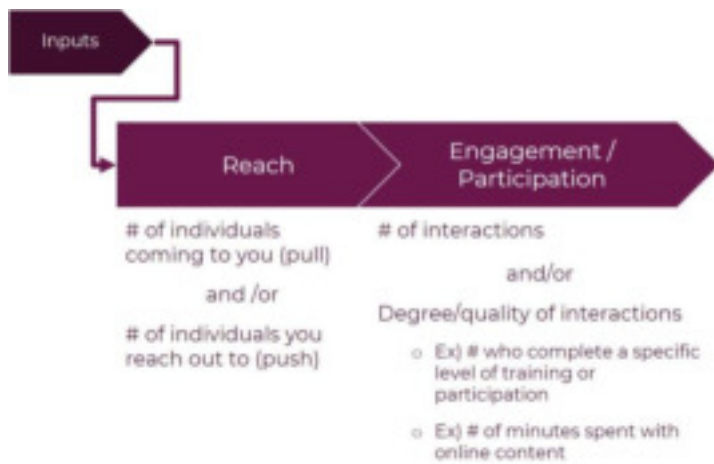 Inputs
Reach
# of individuals
coming to you (pull)
and /or
# of individuals you
reach out to (push)
Engagement /
Participation
# of interactions
and/or
Degree/quality of interactions
o Ex) # who complete a specific
level of training or
participation
o Ex) # of minutes spent with
online content